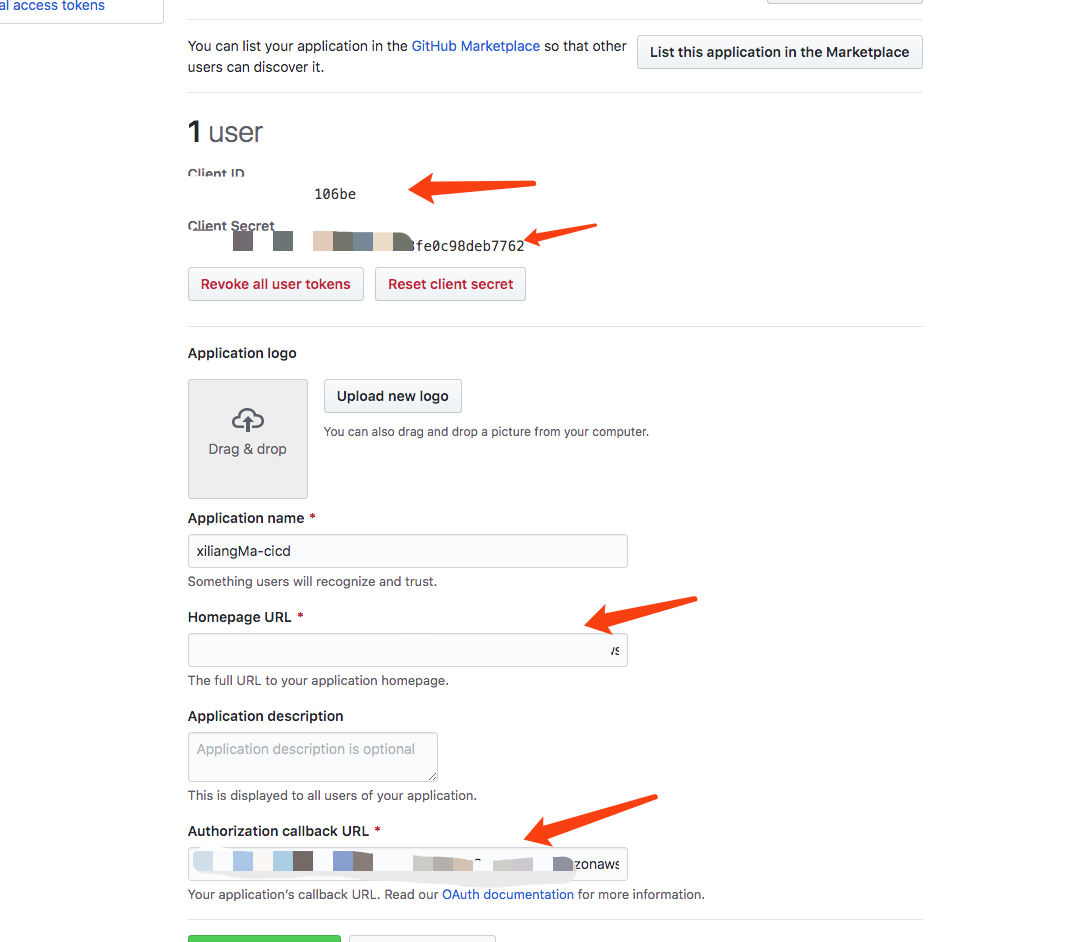 al access tokens
You can list your application in the GitHub Marketplace so that other
users can discover it.
List this application in the Marketplace
1 user
Client ID
106be
Client Secret
fe0c98deb7762
Revoke all user tokens
Reset client secret
Application logo
Drag & drop
Upload new logo
You can also drag and drop a picture from your computer.
Application name *
xiliangMa-cicd
Something users will recognize and trust.
Homepage URL *
The full URL to your application homepage.
Application description
Application description is optional
This is displayed to all users of your application.
Authorization callback URL *
zonaws
Your application's callback URL. Read our OAuth documentation for more information.